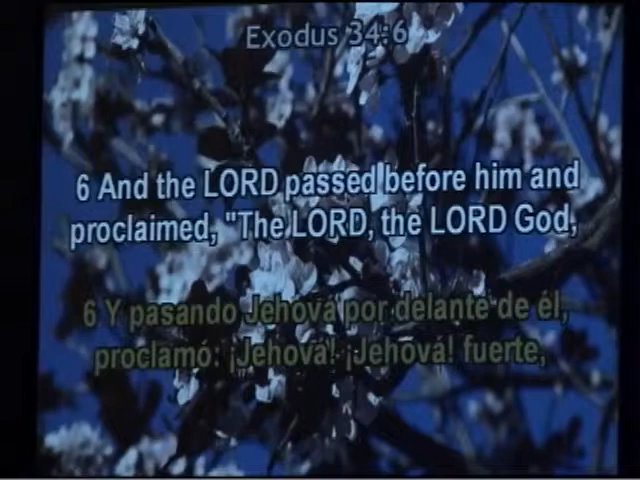 Exodus 34:6
6 And the LORD passed before him and
proclaimed, "The LORD, the LORD God,
6 Y pasando Jehová por delante de él,
proclamó: ¡Jehová! ¡Jehová! fuerte,